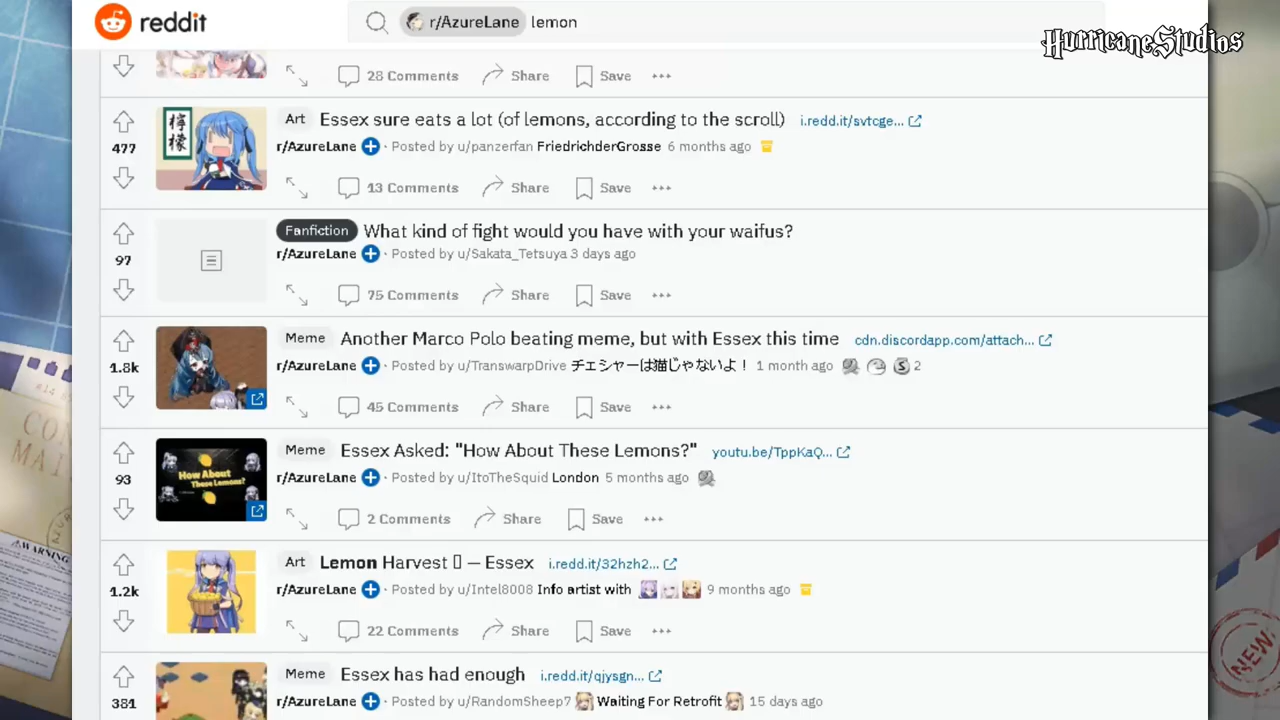 reddit
r/AzureLane lemon
HurricaneStudios
28 Comments Share Save
檸檬
Art Essex sure eats a lot (of lemons, according to the scroll) i.redd.it/svtcge...
477
r/AzureLane • Posted by u/panzerfan FriedrichderGrosse 6 months ago
13 Comments Share Save
Fanfiction What kind of fight would you have with your waifus?
97
r/AzureLane • Posted by u/Sakata_Tetsuya 3 days ago
75 Comments Share Save
Meme Another Marco Polo beating meme, but with Essex this time cdn.discordapp.com/attach...
1.8k
r/AzureLane • Posted by u/TranswarpDrive チェシャーは猫じゃないよ！ 1 month ago 2
45 Comments Share Save
Meme Essex Asked: "How About These Lemons?" youtu.be/TppKaQ...
93
How About
These Lemons?
r/AzureLane • Posted by u/ItoTheSquid London 5 months ago
2 Comments Share Save
Art Lemon Harvest — Essex i.redd.it/32hzh2...
1.2k
r/AzureLane • Posted by u/Intel8008 Info artist with 9 months ago
22 Comments Share Save
Meme Essex has had enough i.redd.it/qjysgn...
381
r/AzureLane • Posted by u/RandomSheep7 Waiting For Retrofit 15 days ago
WARNING
NEW